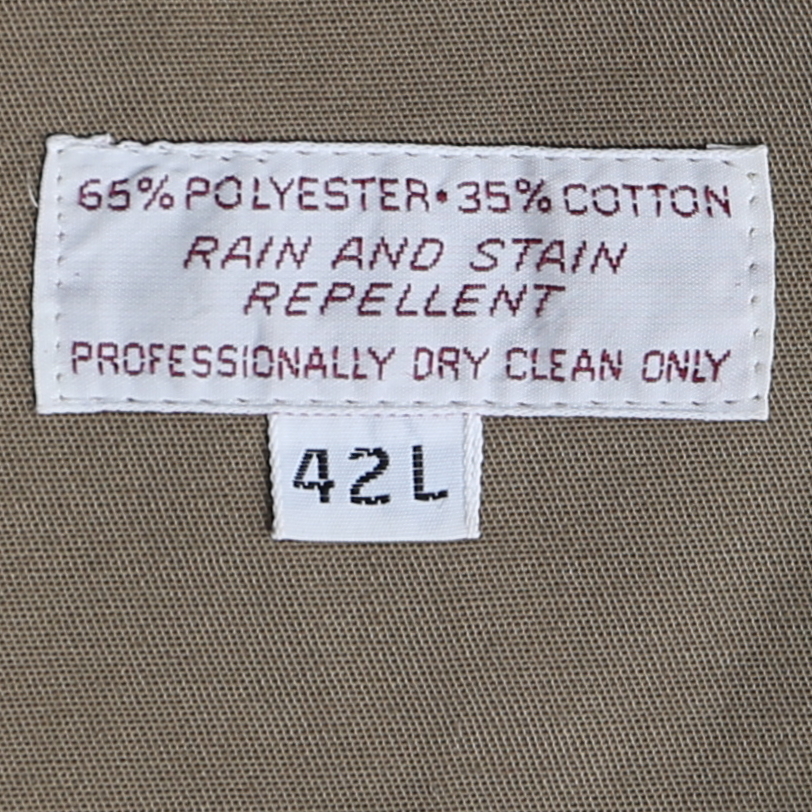 65% POLYESTER • 35% COTTON
RAIN AND STAIN
REPELLENT
PROFESSIONALLY DRY CLEAN ONLY
42L